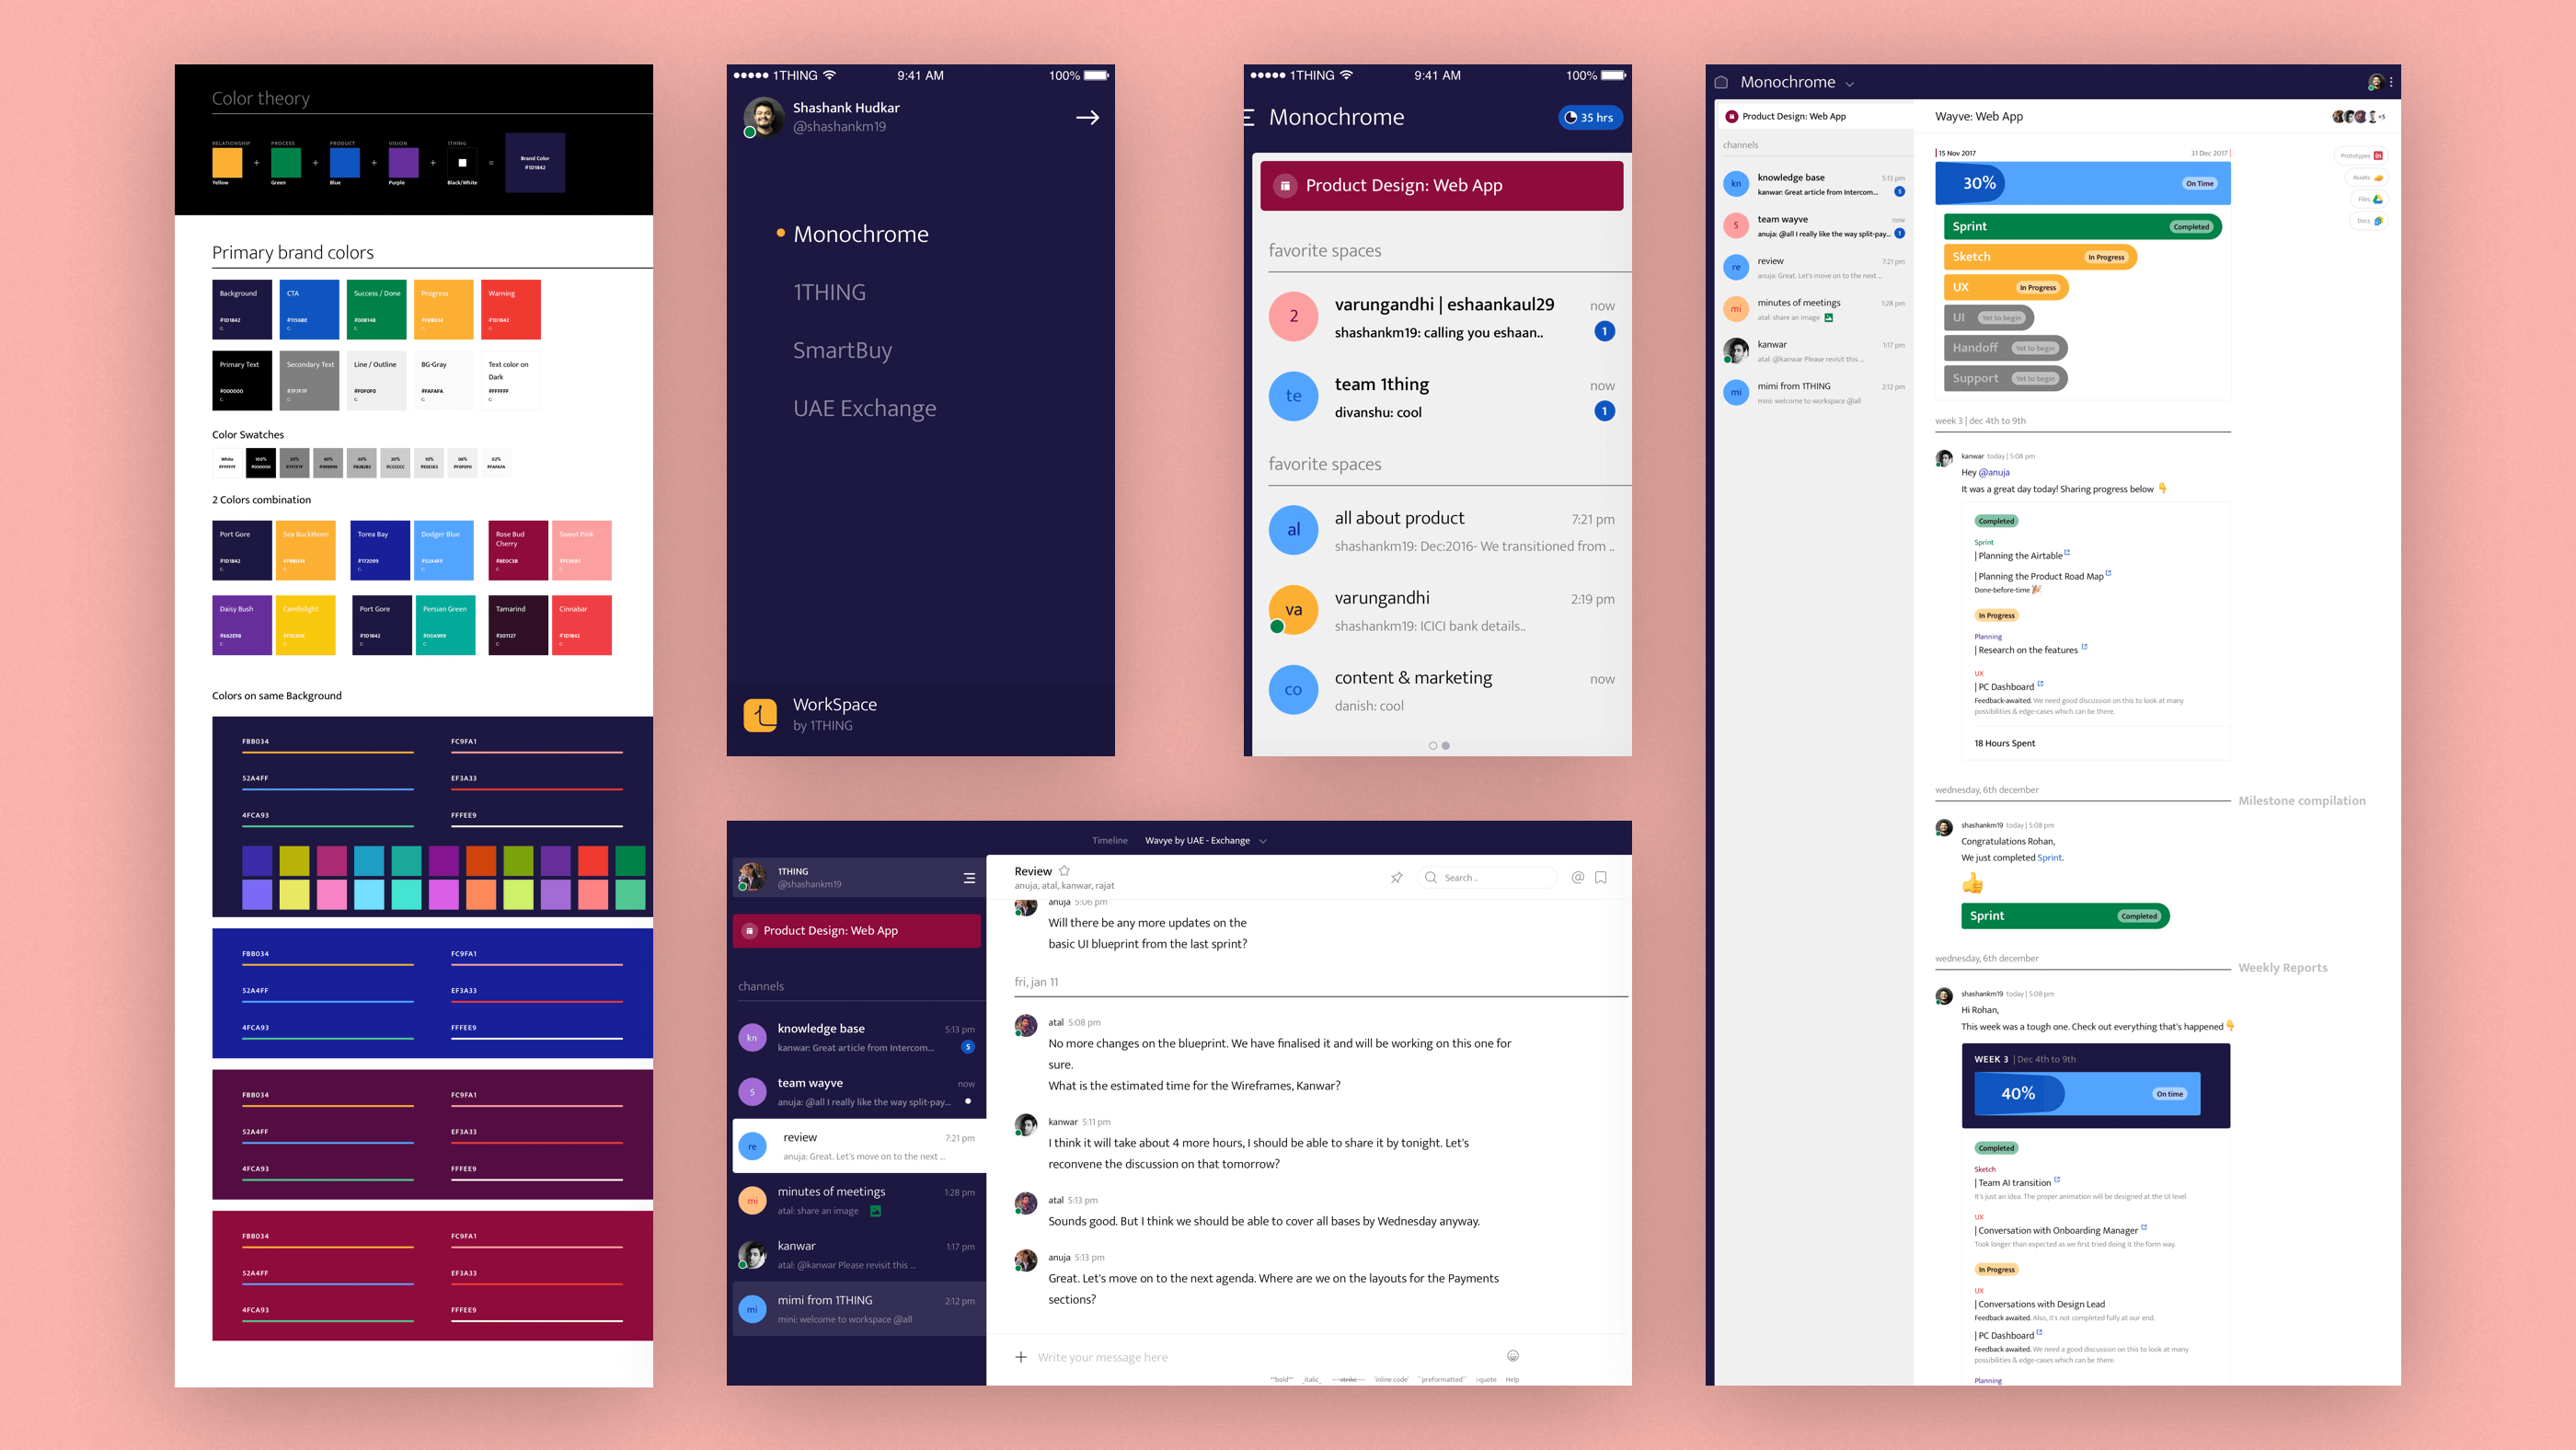 Color theory
RELATIONSHIP
PROCESS
PRODUCT
VISION
1THING
+
+
+
+
=
Brand Color
#1D1842
Yellow
Green
Blue
Purple
Black/White
Primary brand colors
Background
#1D1842
CTA
#1156BE
Success / Done
#008148
Progress
#FBB034
Warning
#1D1842
Primary Text
#000000
Secondary Text
#7F7F7F
Line / Outline
#F0F0F0
BG-Gray
#FAFAFA
Text color on
Dark
#FFFFFF
Color Swatches
White
#FFFFFF
100%
#000000
50%
#7F7F7F
40%
#999999
30%
#B2B2B2
20%
#CCCCCC
10%
#E5E5E5
06%
#F0F0F0
02%
#FAFAFA
2 Colors combination
Port Gore
#1D1842
Sea Buckthorn
#FBB034
Torea Bay
#172099
Dodger Blue
#52A4FF
Rose Bud
Cherry
#8E0C3B
Sweet Pink
Daisy Bush
#662E9B
Candlelight
Port Gore
#1D1842
Persian Green
#00A999
Tamarind
#301127
Cinnabar
#1D1842
Colors on same Background
FBB034
FC9FA1
52A4FF
EF3A33
4FCA93
FFFEE9
FBB034
FC9FA1
52A4FF
EF3A33
4FCA93
FFFEE9
FBB034
FC9FA1
52A4FF
EF3A33
4FCA93
FFFEE9
FBB034
FC9FA1
52A4FF
EF3A33
4FCA93
FFFEE9
1THING
9:41 AM
100%
Shashank Hudkar
@shashankm19
Monochrome
1THING
SmartBuy
UAE Exchange
WorkSpace
by 1THING
1THING
9:41 AM
100%
Monochrome
35 hrs
Product Design: Web App
favorite spaces
2
varungandhi | eshaankaul29
now
shashankm19: calling you eshaan..
1
te
team 1thing
now
divanshu: cool
1
favorite spaces
al
all about product
7:21 pm
shashankm19: Dec:2016- We transitioned from ..
va
varungandhi
2:19 pm
shashankm19: ICICI bank details..
co
content & marketing
now
danish: cool
Timeline
Wavye by UAE - Exchange
1THING
@shashankm19
Product Design: Web App
channels
kn
knowledge base
5:13 pm
kanwar: Great article from Intercom...
5
5
team wayve
now
anuja: @all I really like the way split-pay...
re
review
7:21 pm
anuja: Great. Let's move on to the next ...
mi
minutes of meetings
1:28 pm
atal: share an image
kanwar
1:17 pm
atal: @kanwar Please revisit this ...
mi
mimi from 1THING
2:12 pm
mini: welcome to workspace @all
Review
anuja, atal, kanwar, rajat
Search ..
@
anuja 5:06 pm
Will there be any more updates on the
basic UI blueprint from the last sprint?
fri, jan 11
atal 5:08 pm
No more changes on the blueprint. We have finalised it and will be working on this one for
sure.
What is the estimated time for the Wireframes, Kanwar?
kanwar 5:11 pm
I think it will take about 4 more hours, I should be able to share it by tonight. Let's
reconvene the discussion on that tomorrow?
atal 5:13 pm
Sounds good. But I think we should be able to cover all bases by Wednesday anyway.
anuja 5:13 pm
Great. Let's move on to the next agenda. Where are we on the layouts for the Payments
sections?
+ Write your message here
**bold** _italic_ ~~strike~~ `inline code` ```preformatted``` >quote Help
Monochrome
Product Design: Web App
channels
kn
knowledge base
5:13 pm
kanwar: Great article from Intercom...
5
5
team wayve
now
anuja: @all I really like the way split-pay...
1
re
review
7:21 pm
anuja: Great. Let's move on to the next ...
mi
minutes of meetings
1:28 pm
atal: share an image
kanwar
1:17 pm
atal: @kanwar Please revisit this ...
mi
mimi from 1THING
2:12 pm
mini: welcome to workspace @all
Wayve: Web App
+5
15 Nov 2017
31 Dec 2017
30%
On Time
Sprint
Completed
Sketch
In Progress
UX
In Progress
UI
Yet to begin
Handoff
Yet to begin
Support
Yet to begin
Prototypes
Assets
Files
Docs
week 3 | dec 4th to 9th
kanwar today | 5:08 pm
Hey @anuja
It was a great day today! Sharing progress below 👇
Completed
Sprint
| Planning the Airtable
| Planning the Product Road Map
Done-before-time 🎉
In Progress
Planning
| Research on the features
UX
| PC Dashboard
Feedback-awaited. We need good discussion on this to look at many
possibilities & edge-cases which can be there.
18 Hours Spent
wednesday, 6th december
Milestone compilation
shashankm19 today | 5:08 pm
Congratulations Rohan,
We just completed Sprint.
👍
Sprint
Completed
wednesday, 6th december
Weekly Reports
shashankm19 today | 5:08 pm
Hi Rohan,
This week was a tough one. Check out everything that's happened 👇
WEEK 3 | Dec 4th to 9th
40%
On time
Completed
Sketch
| Team AI transition
It's just an idea. The proper animation will be designed at the UI level.
UX
| Conversation with Onboarding Manager
Took longer than expected as we first tried doing it the form way.
In Progress
UX
| Conversations with Design Lead
Feedback awaited. Also, it's not completed fully at our end.
| PC Dashboard
Feedback awaited. We need a good discussion on this to look at many
possibilities & edge-cases which can be there.
Planning